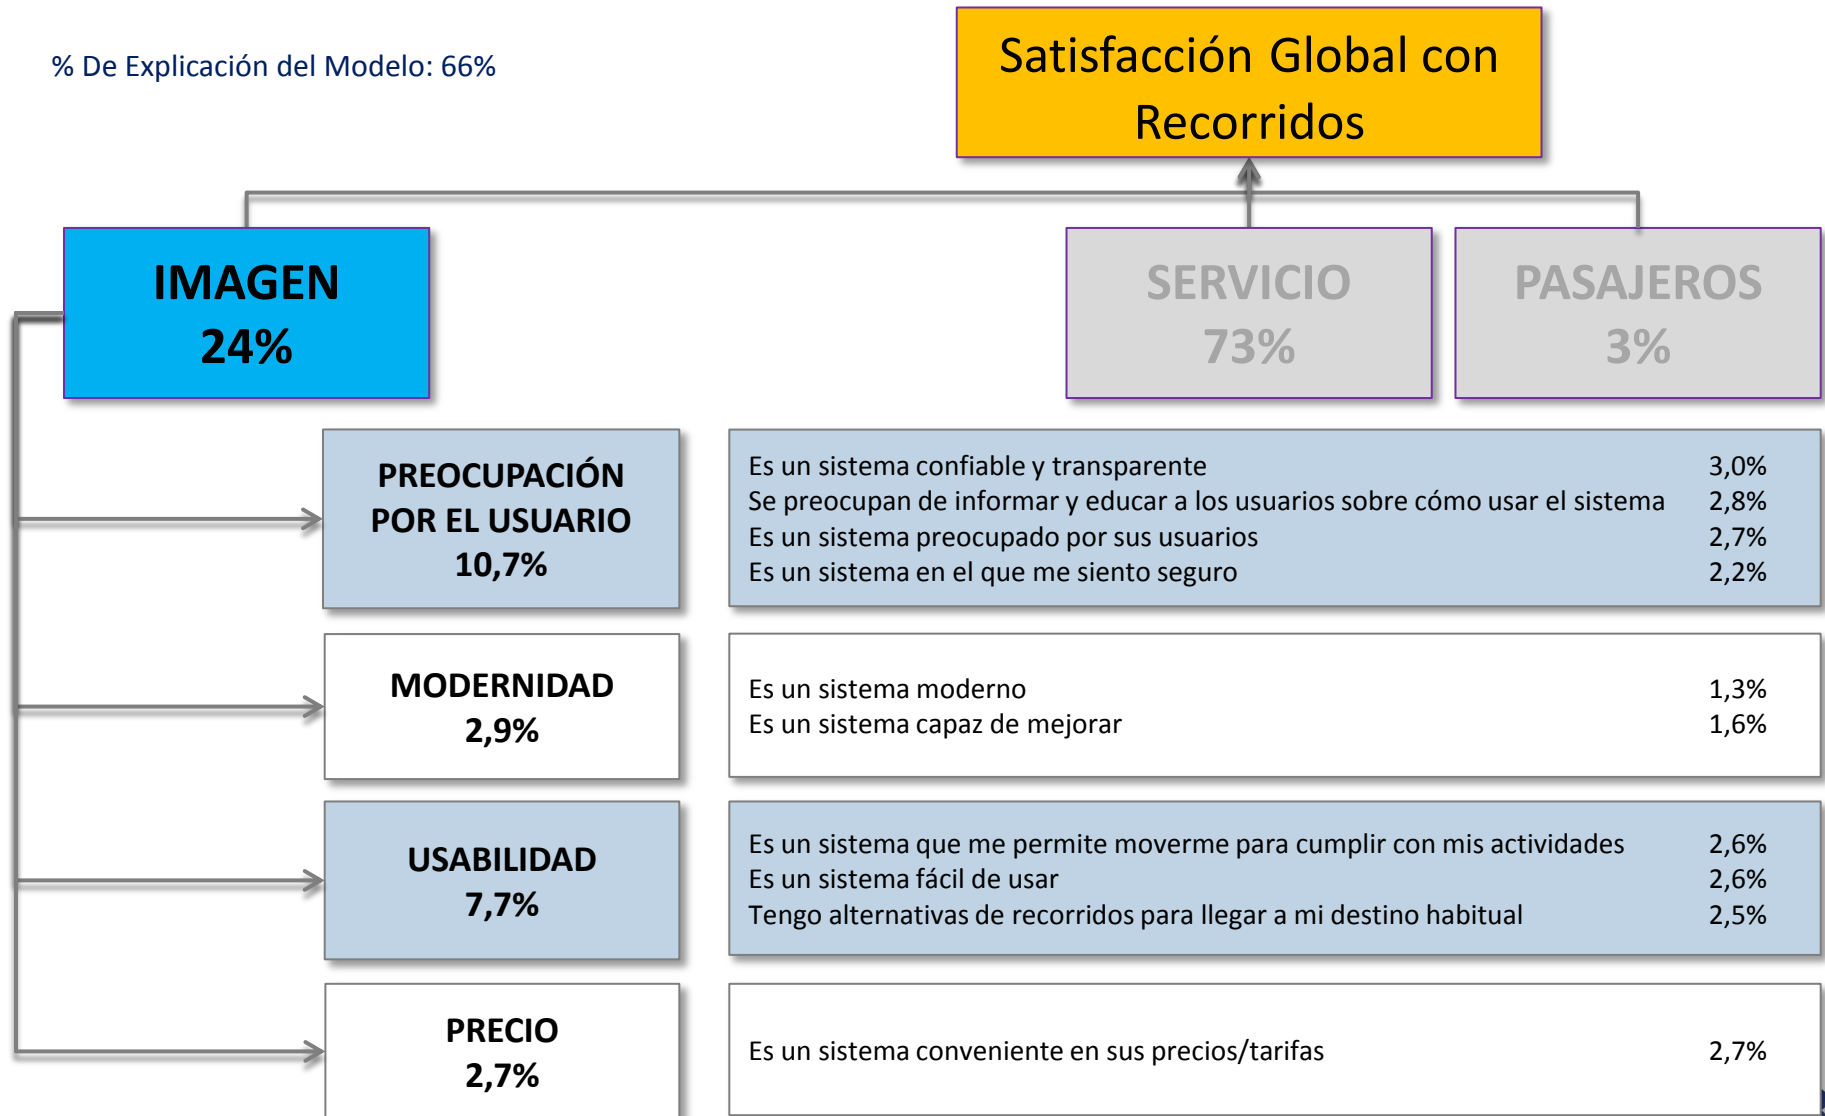 % De Explicación del Modelo: 66%
Satisfacción Global con
Recorridos
IMAGEN
24%
SERVICIO
73%
PASAJEROS
3%
PREOCUPACIÓN
POR EL USUARIO
10,7%
Es un sistema confiable y transparente 3,0%
Se preocupan de informar y educar a los usuarios sobre cómo usar el sistema 2,8%
Es un sistema preocupado por sus usuarios 2,7%
Es un sistema en el que me siento seguro 2,2%
MODERNIDAD
2,9%
Es un sistema moderno 1,3%
Es un sistema capaz de mejorar 1,6%
USABILIDAD
7,7%
Es un sistema que me permite moverme para cumplir con mis actividades 2,6%
Es un sistema fácil de usar 2,6%
Tengo alternativas de recorridos para llegar a mi destino habitual 2,5%
PRECIO
2,7%
Es un sistema conveniente en sus precios/tarifas 2,7%